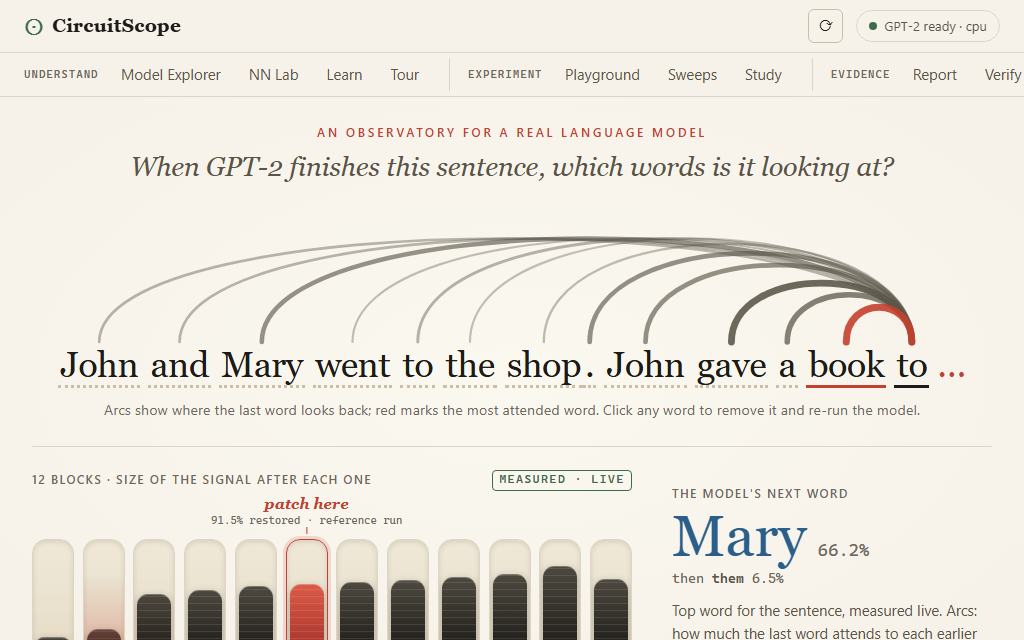 CircuitScope
⟳
GPT-2 ready · cpu
UNDERSTAND Model Explorer NN Lab Learn Tour EXPERIMENT Playground Sweeps Study EVIDENCE Report Verify
AN OBSERVATORY FOR A REAL LANGUAGE MODEL
When GPT-2 finishes this sentence, which words is it looking at?
John and Mary went to the shop. John gave a book to ...
Arcs show where the last word looks back; red marks the most attended word. Click any word to remove it and re-run the model.
12 BLOCKS · SIZE OF THE SIGNAL AFTER EACH ONE
MEASURED · LIVE
patch here
91.5% restored · reference run
THE MODEL'S NEXT WORD
Mary 66.2%
then them 6.5%
Top word for the sentence, measured live. Arcs:
how much the last word attends to each earlier